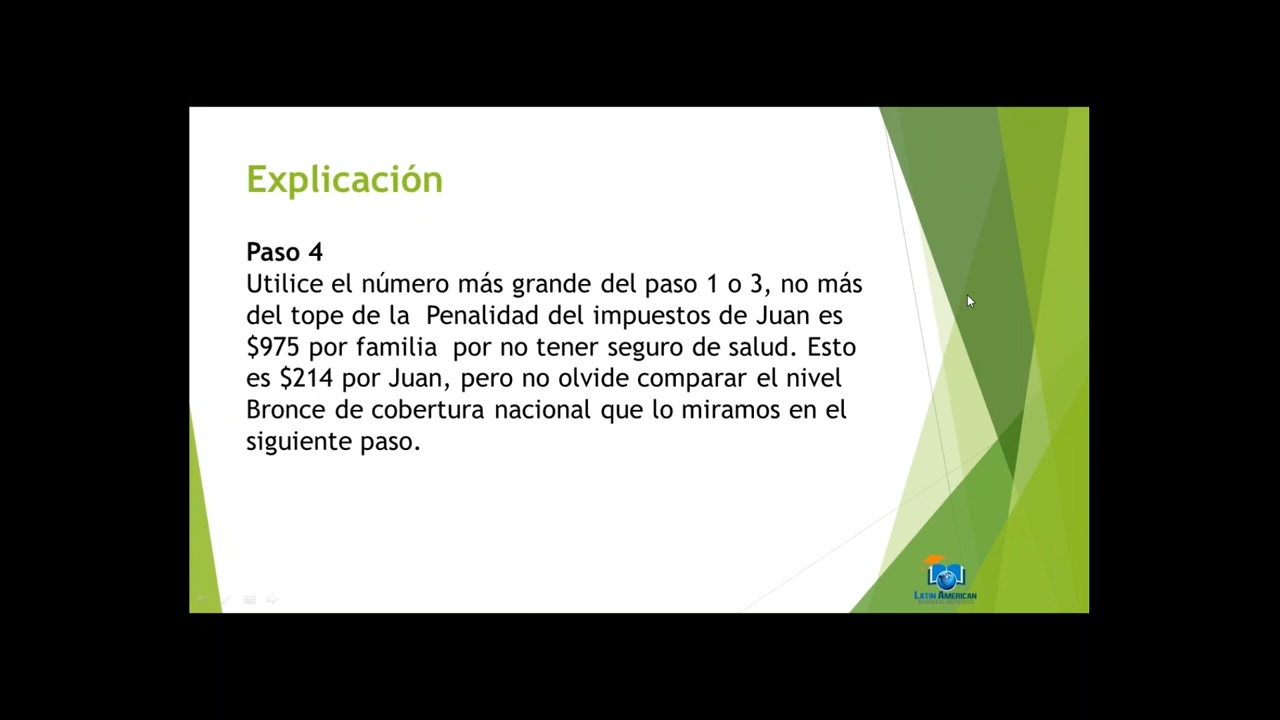 Explicación
Paso 4
Utilice el número más grande del paso 1 o 3, no más
del tope de la Penalidad del impuestos de Juan es
$975 por familia por no tener seguro de salud. Esto
es $214 por Juan, pero no olvide comparar el nivel
Bronce de cobertura nacional que lo miramos en el
siguiente paso.
LATIN AMERICAN